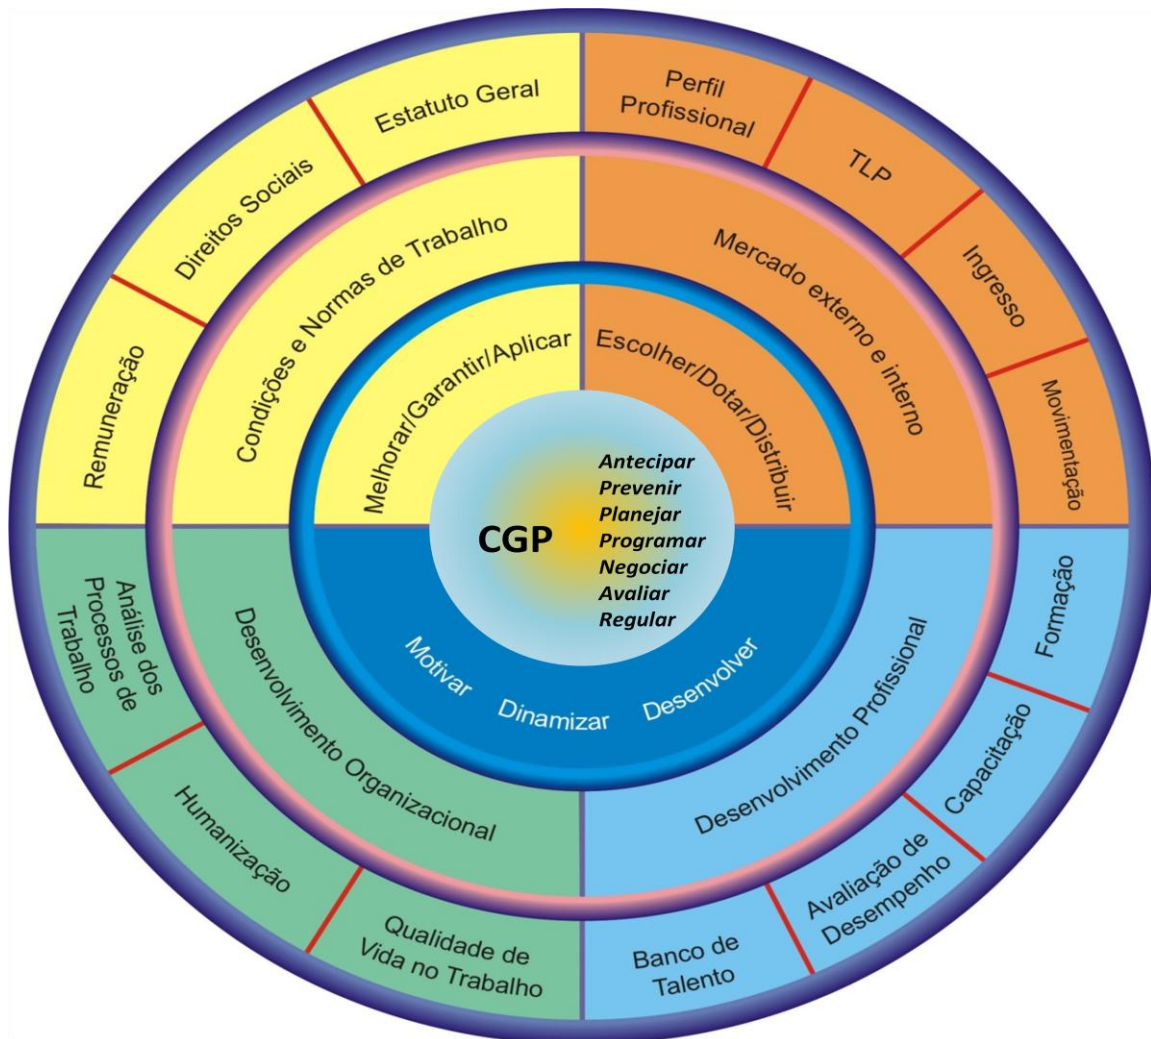 Estatuto Geral
Direitos Sociais
Remuneração
Perfil
Profissional
TLP
Ingresso
Movimentação
Condições e Normas de Trabalho
Mercado externo e interno
Melhorar/Garantir/Aplicar
Escolher/Dotar/Distribuir
CGP
Antecipar
Prevenir
Planejar
Programar
Negociar
Avaliar
Regular
Motivar
Dinamizar
Desenvolver
Desenvolvimento Organizacional
Desenvolvimento Profissional
Análise dos
Processos de
Trabalho
Humanização
Qualidade de
Vida no Trabalho
Formação
Capacitação
Avaliação de
Desempenho
Banco de
Talento